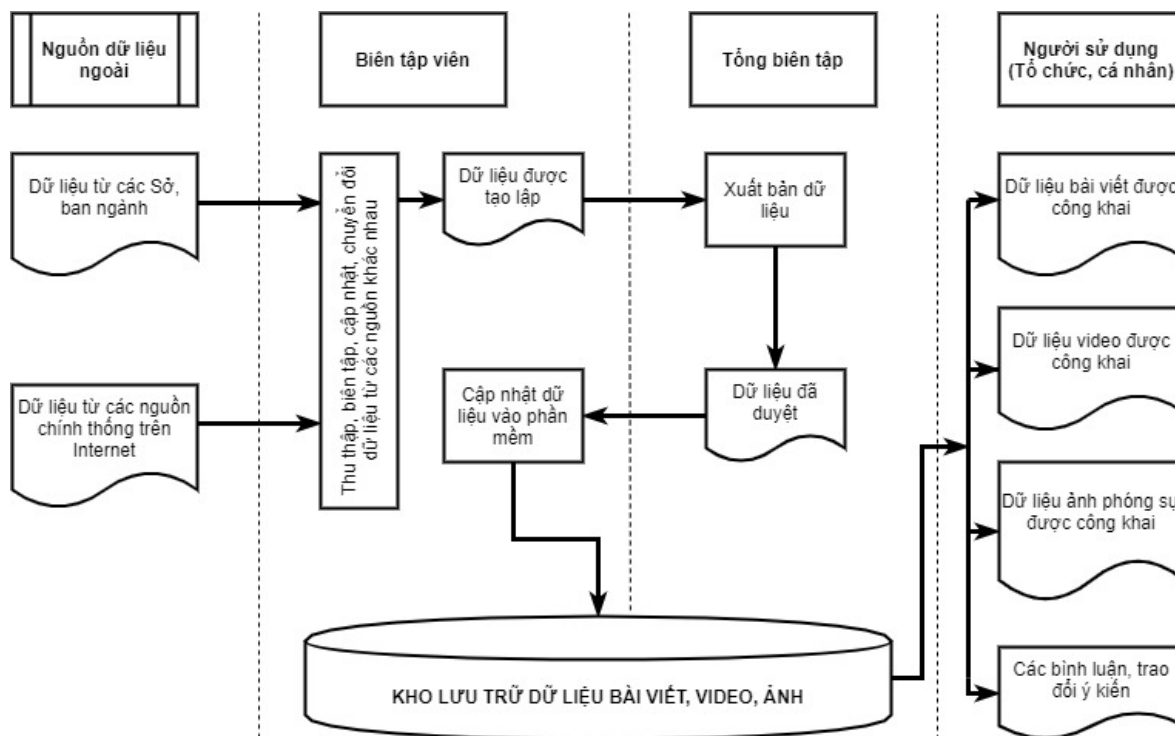 Nguồn dữ liệu
ngoài
Biên tập viên
Tổng biên tập
Người sử dụng
(Tổ chức, cá nhân)
Dữ liệu từ các Sở,
ban ngành
Dữ liệu từ các nguồn
chính thống trên
Internet
Thu thập, biên tập, cập nhật, chuyển đổi
dữ liệu từ các nguồn khác nhau
Dữ liệu được
tạo lập
Cập nhật dữ
liệu vào phần
mềm
Xuất bản dữ
liệu
Dữ liệu đã
duyệt
Dữ liệu bài viết được
công khai
Dữ liệu video được
công khai
Dữ liệu ảnh phóng sự
được công khai
Các bình luận, trao
đổi ý kiến
KHO LƯU TRỮ DỮ LIỆU BÀI VIẾT, VIDEO, ẢNH